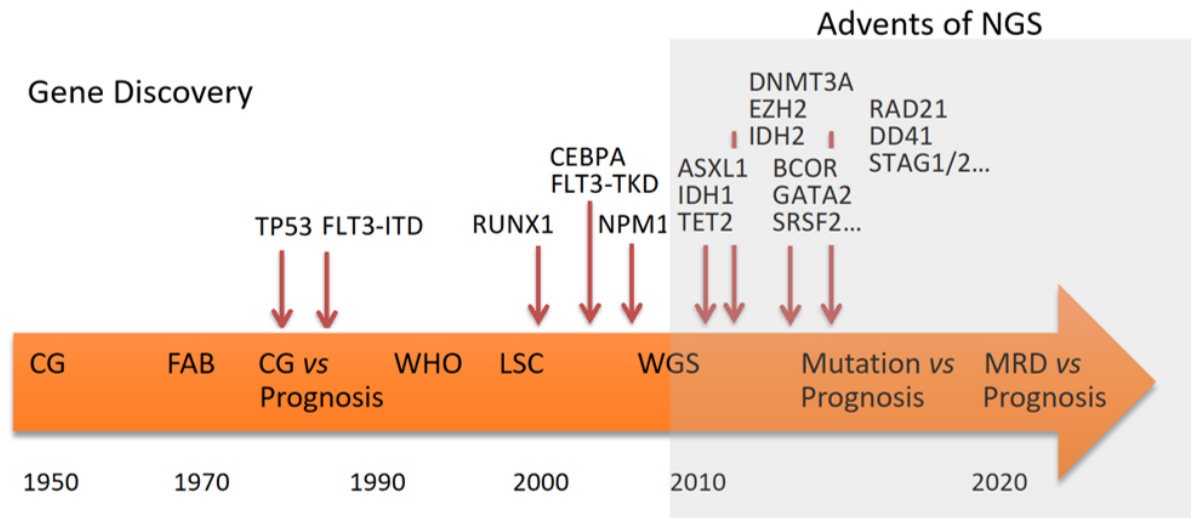 Advents of NGS
Gene Discovery
DNMT3A
EZH2
IDH2
RAD21
DD41
STAG1/2...
CEBPA
FLT3-TKD
ASXL1
IDH1
TET2
BCOR
GATA2
SRSF2...
TP53 FLT3-ITD
RUNX1
NPM1
CG
FAB
CG vs
Prognosis
WHO
LSC
WGS
Mutation vs
Prognosis
MRD vs
Prognosis
1950
1970
1990
2000
2010
2020